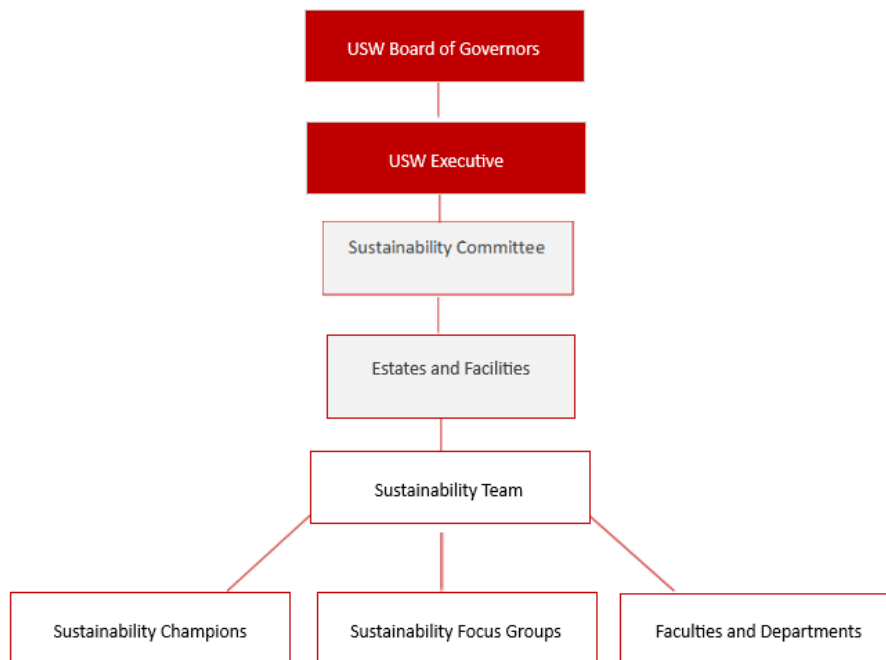 USW Board of Governors
USW Executive
Sustainability Committee
Estates and Facilities
Sustainability Team
Sustainability Champions
Sustainability Focus Groups
Faculties and Departments